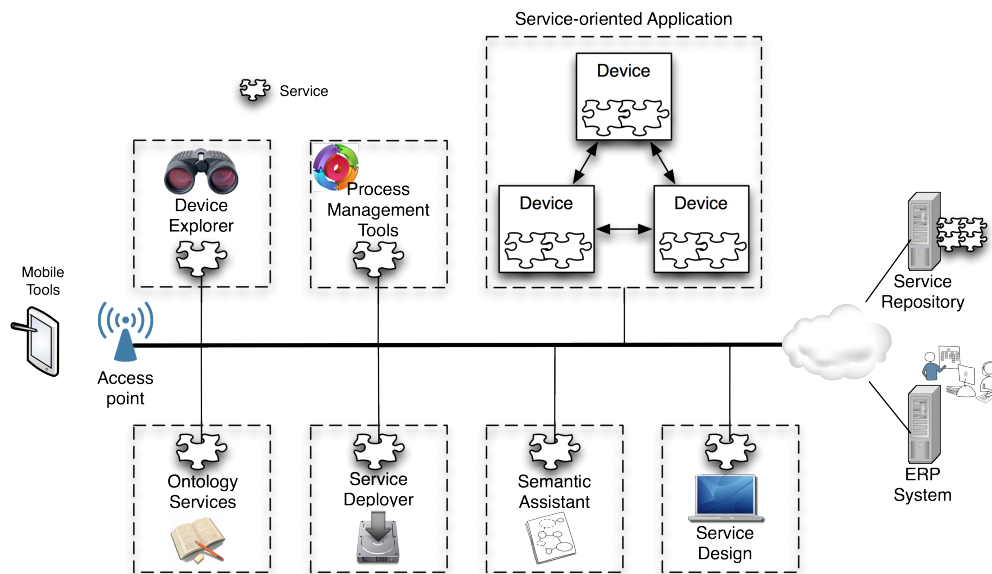 Service-oriented Application
Device
Service
Device
Explorer
Process
Management
Tools
Device
Device
Mobile
Tools
Access
point
Service
Repository
Ontology
Services
Service
Deployer
Semantic
Assistant
Service
Design
ERP
System